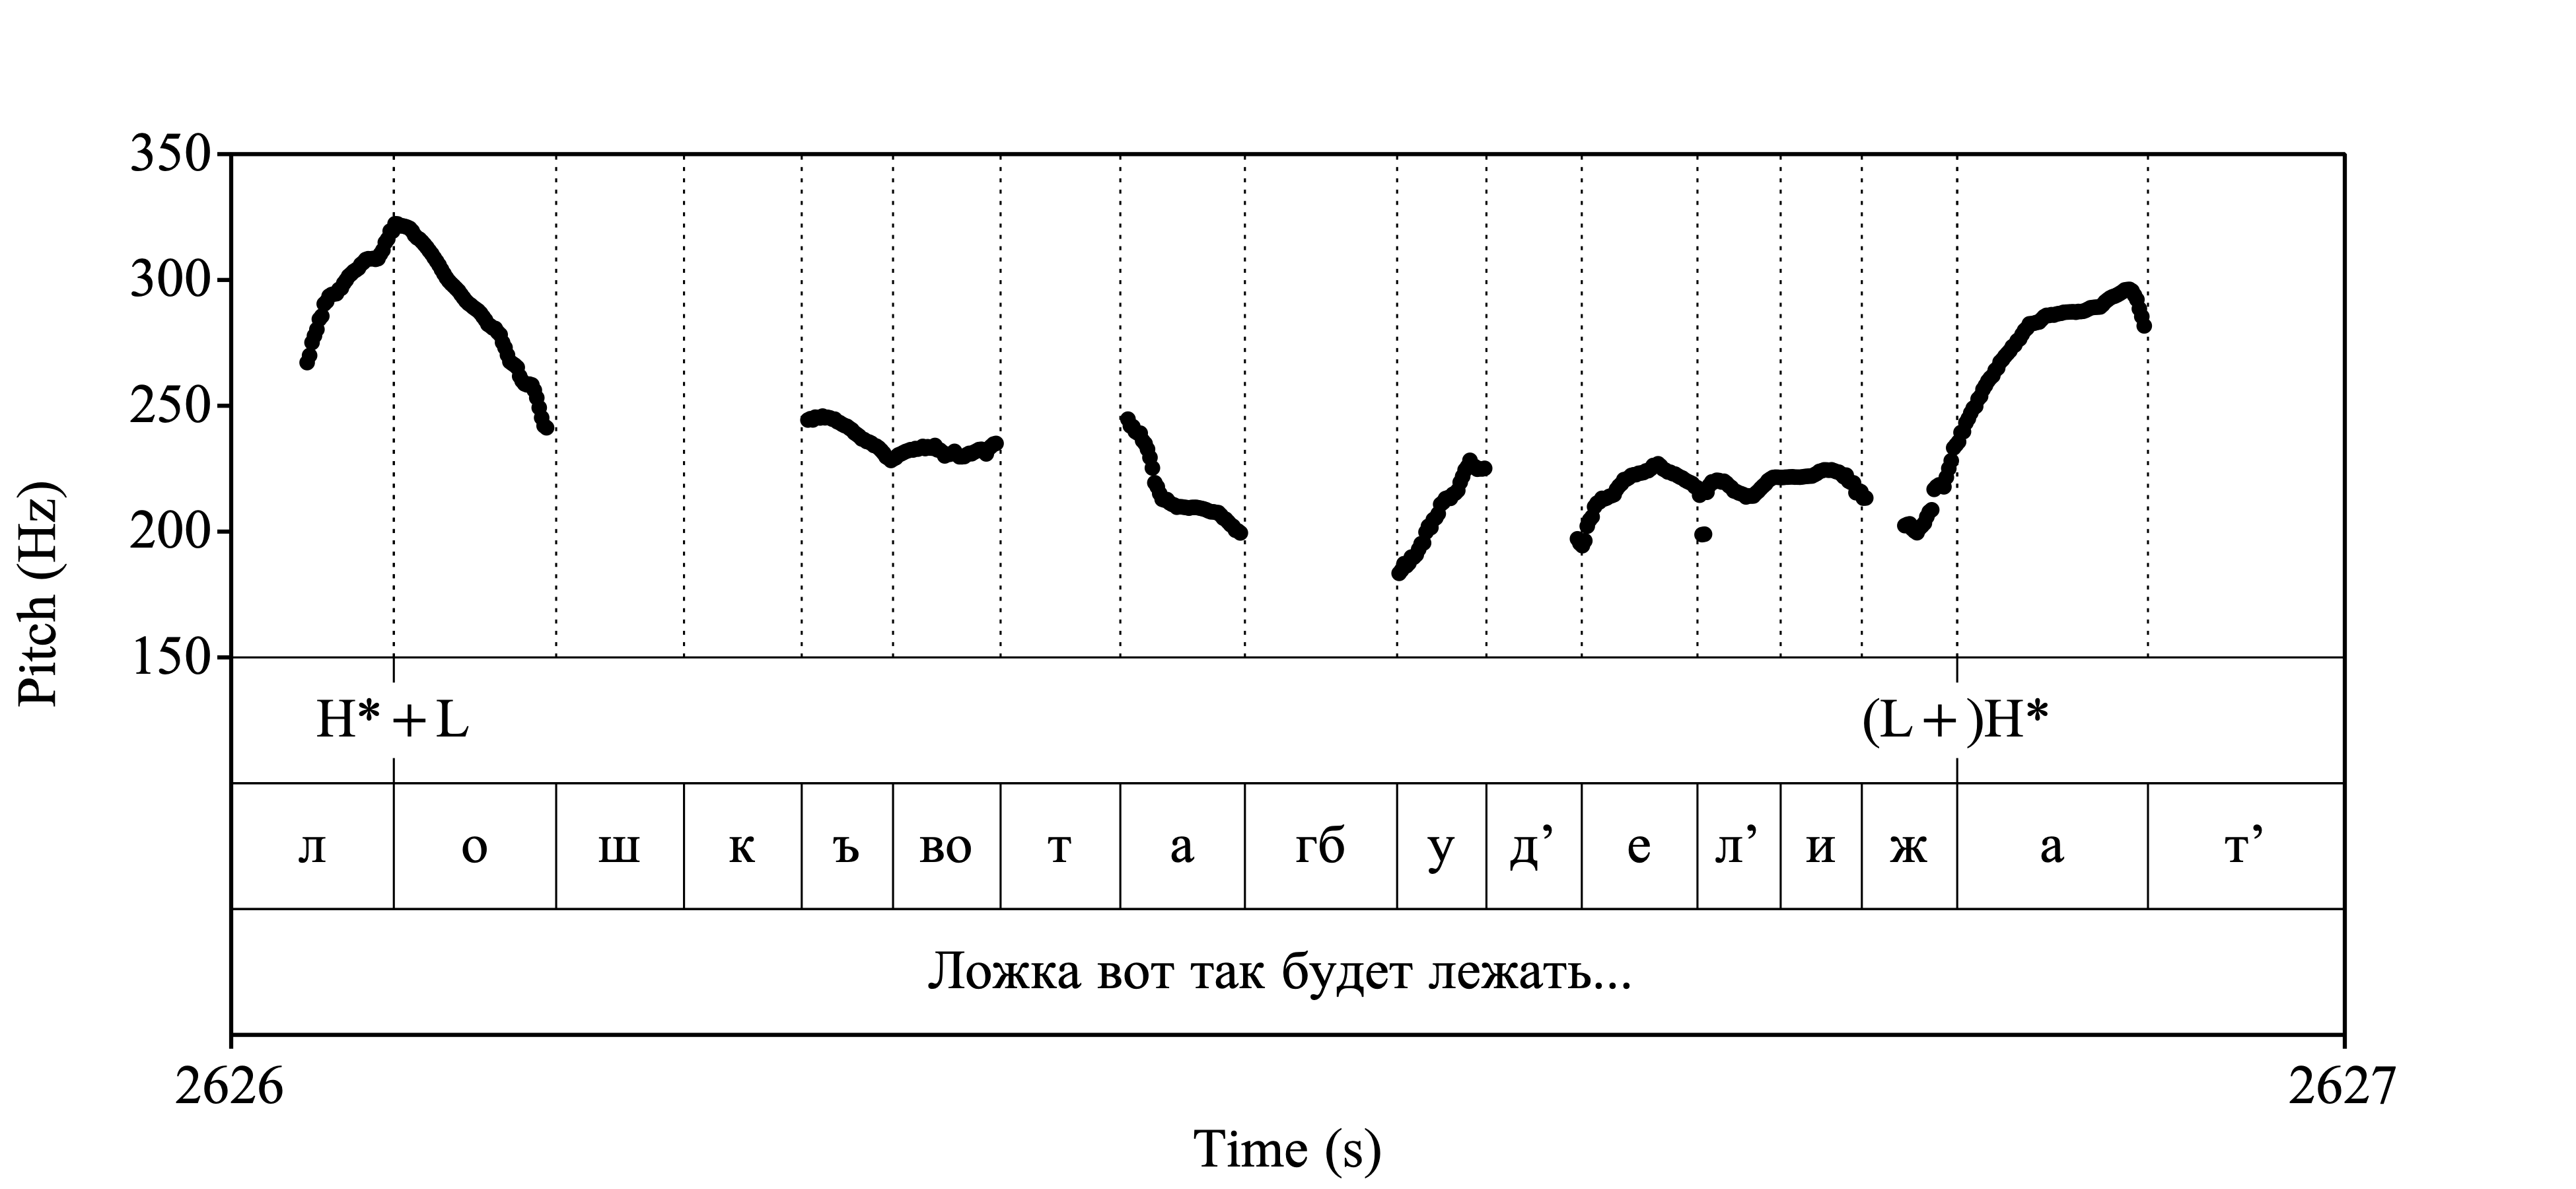 350
300
250
200
150
Pitch (Hz)
H* + L (L + )H*
л о ш к ъ во т а гб у д’ е л’ и ж а т’
Ложка вот так будет лежать...
2626 2627
Time (s)